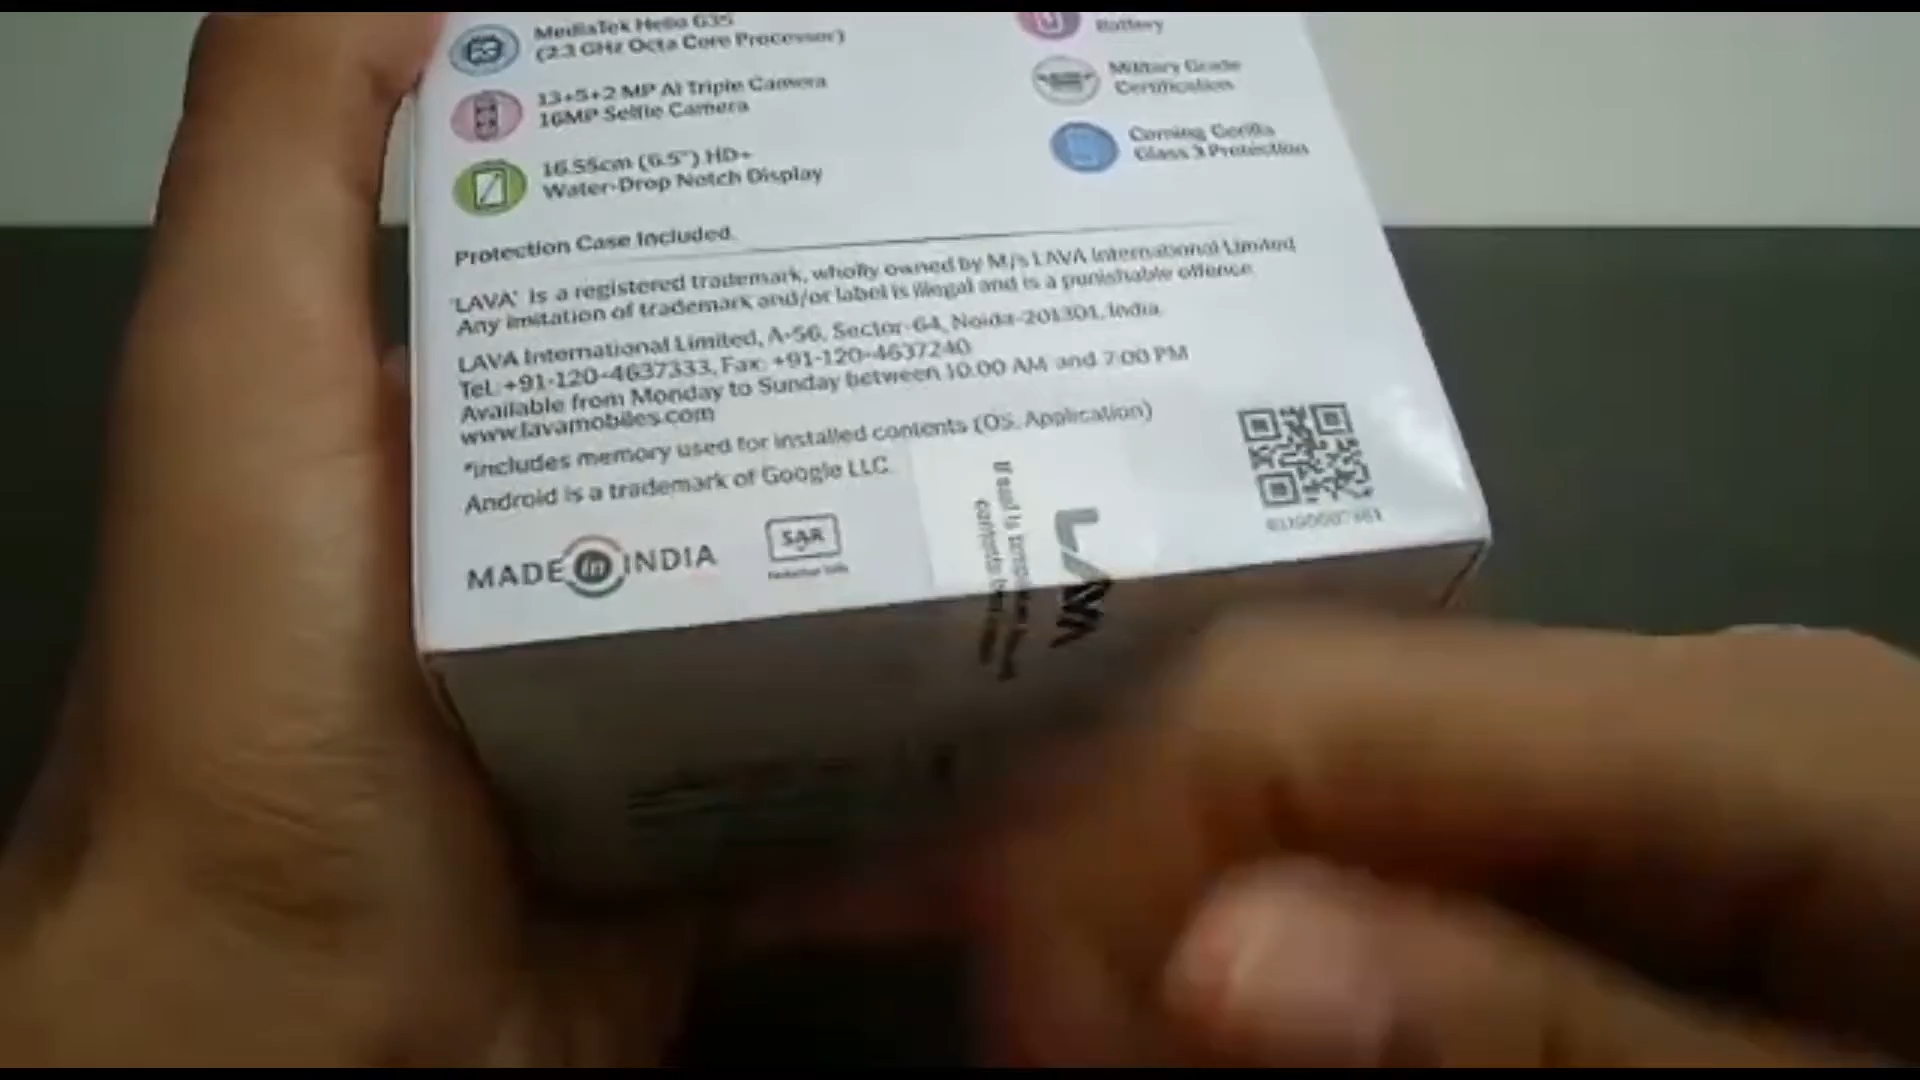 MediaTek Helio G35
(2.3 GHz Octa Core Processor)
13+5+2 MP AI Triple Camera
16MP Selfie Camera
16.55cm (6.5") HD+
Water-Drop Notch Display
Battery
Military Grade
Certification
Corning Gorilla
Glass 3 Protection
Protection Case Included.
'LAVA' is a registered trademark, wholly owned by M/s LAVA International Limited
Any imitation of trademark and/or label is illegal and is a punishable offence
LAVA International Limited, A-56, Sector-64, Noida-201301, India.
Tel.:+91-120-4637333, Fax: +91-120-4637240
Available from Monday to Sunday between 10:00 AM and 7:00 PM
www.lavamobiles.com
*Includes memory used for installed contents (OS, Application)
Android is a trademark of Google LLC.
MADE in INDIA
SAR
If seal is
contents
LAVA